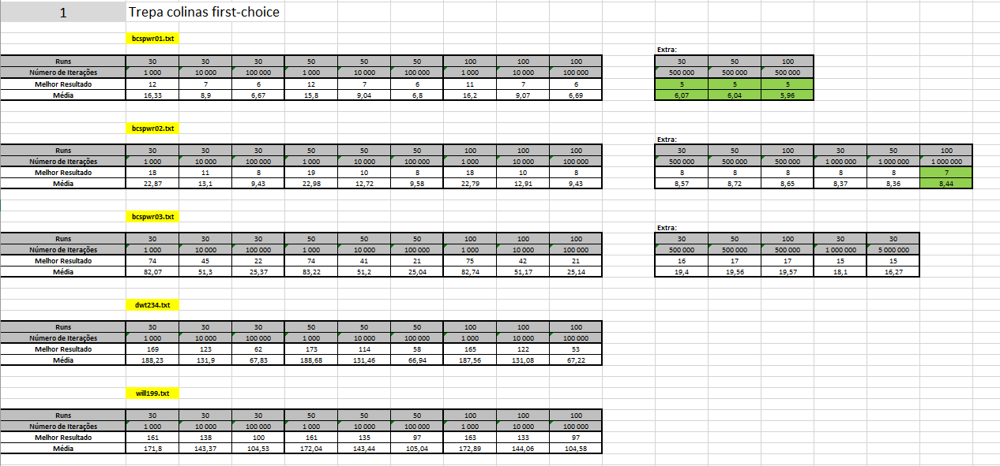 1 Trepa colinas first-choice
bcspwr01.txt
Extra:
Runs 30 30 30 50 50 50 100 100 100 30 50 100
Número de Iterações 1 000 10 000 100 000 1 000 10 000 100 000 1 000 10 000 100 000 500 000 500 000 500 000
Melhor Resultado 12 7 6 12 7 6 11 7 6 5 5 5
Média 16,33 8,9 6,67 15,8 9,04 6,8 16,2 9,07 6,69 6,07 6,04 5,96
bcspwr02.txt
Extra:
Runs 30 30 30 50 50 50 100 100 100 30 50 100 30 50 100
Número de Iterações 1 000 10 000 100 000 1 000 10 000 100 000 1 000 10 000 100 000 500 000 500 000 500 000 1 000 000 1 000 000 1 000 000
Melhor Resultado 18 11 8 19 10 8 18 10 8 8 8 8 8 8 7
Média 22,87 13,1 9,43 22,98 12,72 9,58 22,79 12,91 9,43 8,57 8,72 8,65 8,37 8,36 8,44
bcspwr03.txt
Extra:
Runs 30 30 30 50 50 50 100 100 100 30 50 100 30 30
Número de Iterações 1 000 10 000 100 000 1 000 10 000 100 000 1 000 10 000 100 000 500 000 500 000 500 000 1 000 000 5 000 000
Melhor Resultado 74 45 22 74 41 21 75 42 21 16 17 17 15 15
Média 82,07 51,3 25,37 83,22 51,2 25,04 82,74 51,17 25,14 19,4 19,56 19,57 18,1 16,27
dwt234.txt
Runs 30 30 30 50 50 50 100 100 100
Número de Iterações 1 000 10 000 100 000 1 000 10 000 100 000 1 000 10 000 100 000
Melhor Resultado 169 123 62 173 114 58 165 122 53
Média 188,23 131,9 67,83 188,68 131,46 66,94 187,56 131,08 67,22
will199.txt
Runs 30 30 30 50 50 50 100 100 100
Número de Iterações 1 000 10 000 100 000 1 000 10 000 100 000 1 000 10 000 100 000
Melhor Resultado 161 138 100 161 135 97 163 133 97
Média 171,8 143,37 104,53 172,04 143,44 105,04 172,89 144,06 104,58